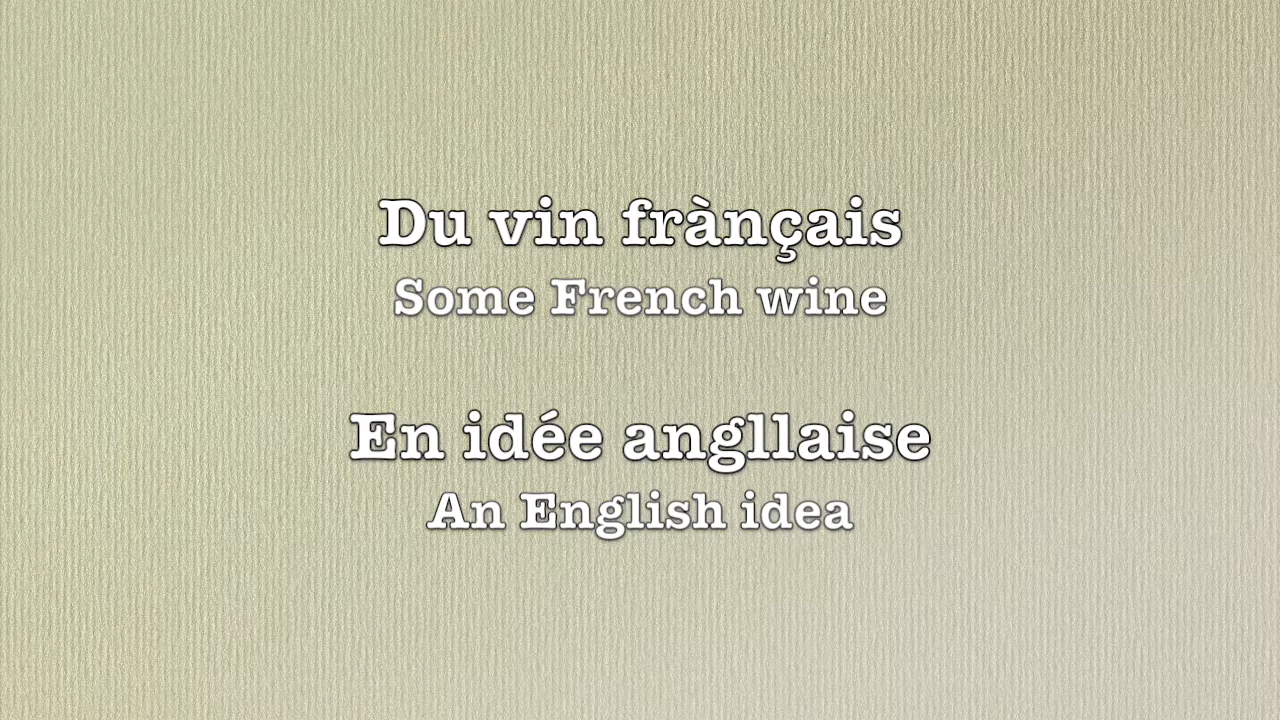 Du vin frànçais
Some French wine
En idée angllaise
An English idea